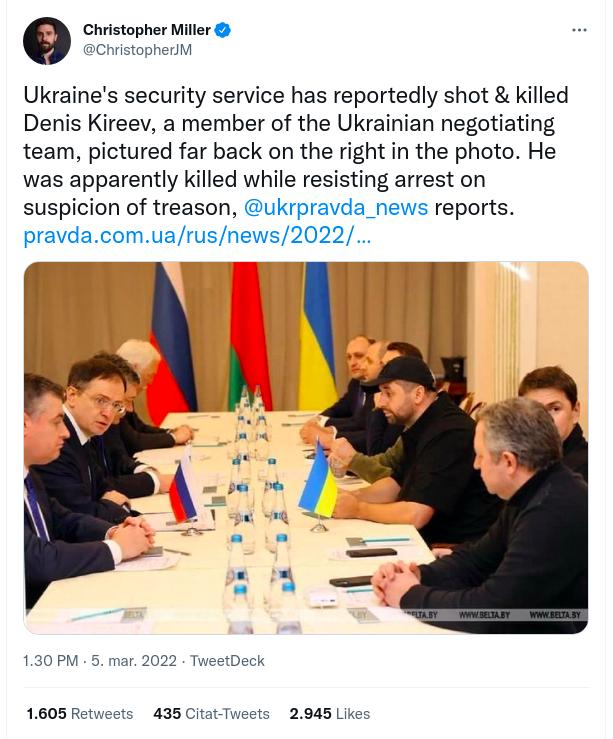 Christopher Miller
@ChristopherJM
Ukraine's security service has reportedly shot & killed
Denis Kireev, a member of the Ukrainian negotiating
team, pictured far back on the right in the photo. He
was apparently killed while resisting arrest on
suspicion of treason, @ukrpravda_news reports.
pravda.com.ua/rus/news/2022/...
BELTA
BELTA.BY WWW.BELTA.BY WWW.BELTA.BY
1.30 PM · 5. mar. 2022 · TweetDeck
1.605 Retweets 435 Citat-Tweets 2.945 Likes